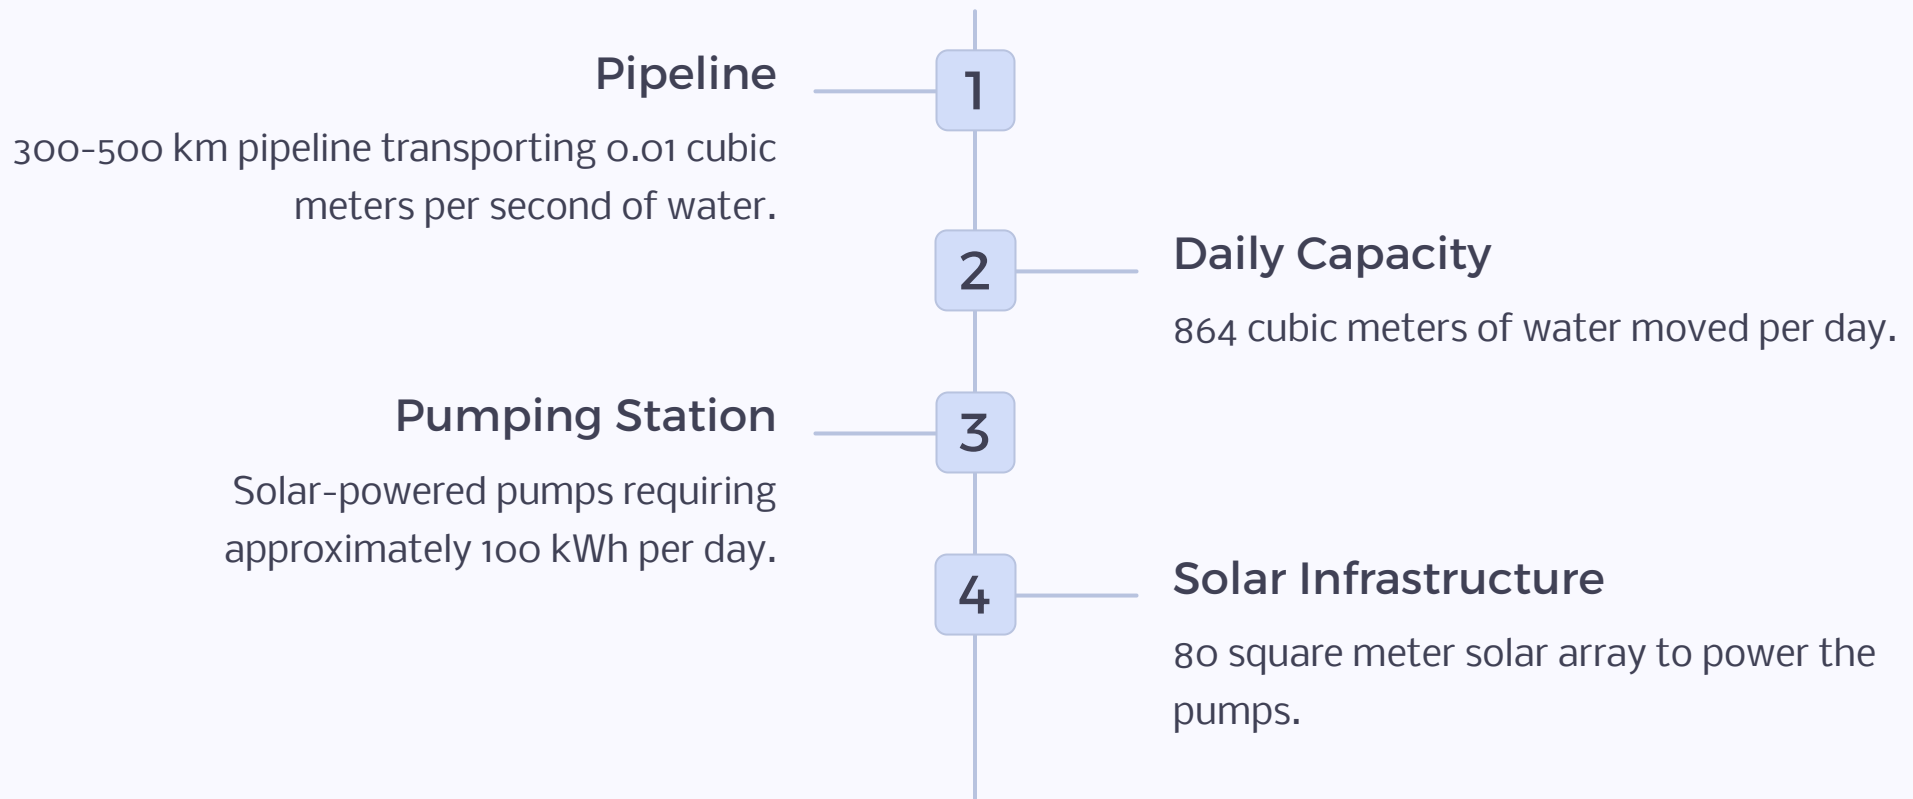 Pipeline
1
300-500 km pipeline transporting 0.01 cubic
meters per second of water.
2
Daily Capacity
864 cubic meters of water moved per day.
Pumping Station
3
Solar-powered pumps requiring
approximately 100 kWh per day.
4
Solar Infrastructure
80 square meter solar array to power the
pumps.